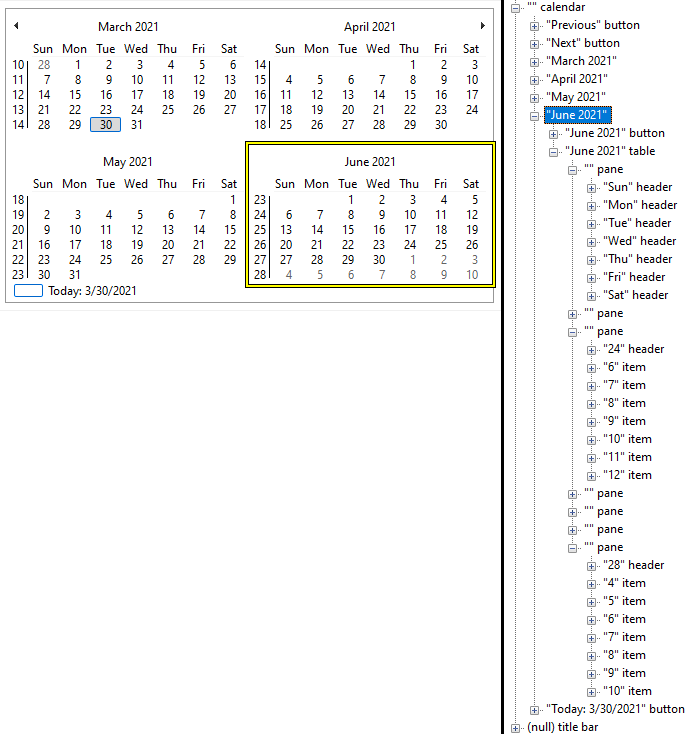 March 2021
Sun Mon Tue Wed Thu Fri Sat
10 28 1 2 3 4 5 6
11 7 8 9 10 11 12 13
12 14 15 16 17 18 19 20
13 21 22 23 24 25 26 27
14 28 29 30 31
April 2021
Sun Mon Tue Wed Thu Fri Sat
14 1 2 3
15 4 5 6 7 8 9 10
16 11 12 13 14 15 16 17
17 18 19 20 21 22 23 24
18 25 26 27 28 29 30
May 2021
Sun Mon Tue Wed Thu Fri Sat
18 1
19 2 3 4 5 6 7 8
20 9 10 11 12 13 14 15
21 16 17 18 19 20 21 22
22 23 24 25 26 27 28 29
23 30 31
June 2021
Sun Mon Tue Wed Thu Fri Sat
23 1 2 3 4 5
24 6 7 8 9 10 11 12
25 13 14 15 16 17 18 19
26 20 21 22 23 24 25 26
27 27 28 29 30 1 2 3
28 4 5 6 7 8 9 10
Today: 3/30/2021
"" calendar
"Previous" button
"Next" button
"March 2021"
"April 2021"
"May 2021"
"June 2021"
"June 2021" button
"June 2021" table
"" pane
"Sun" header
"Mon" header
"Tue" header
"Wed" header
"Thu" header
"Fri" header
"Sat" header
"" pane
"" pane
"24" header
"6" item
"7" item
"8" item
"9" item
"10" item
"11" item
"12" item
"" pane
"" pane
"" pane
"" pane
"28" header
"4" item
"5" item
"6" item
"7" item
"8" item
"9" item
"10" item
"Today: 3/30/2021" button
(null) title bar